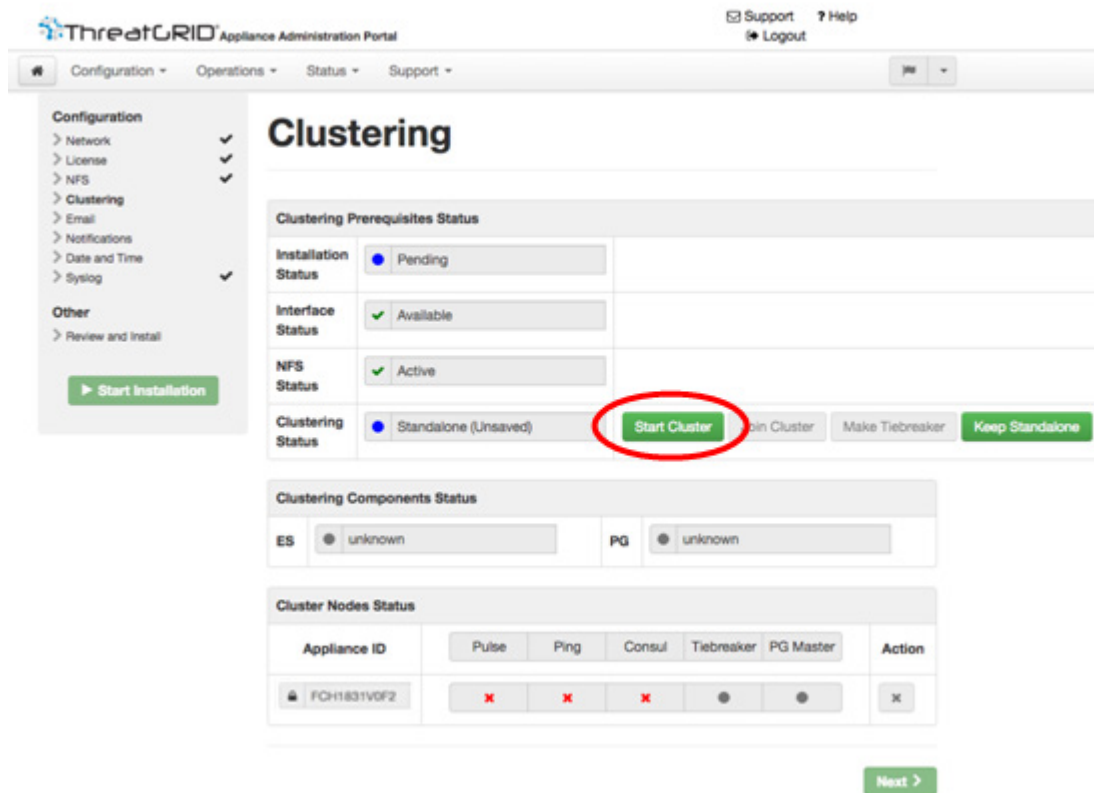 Support ? Help
ThreatGRID Appliance Administration Portal
Logout
Configuration Operations Status Support
Configuration
Network
License
NFS
Clustering
Email
Notifications
Date and Time
Syslog
Other
Review and Install
Start Installation
Clustering
Clustering Prerequisites Status
Installation Status Pending
Interface Status Available
NFS Status Active
Clustering Status Standalone (Unsaved) Start Cluster Join Cluster Make Tiebreaker Keep Standalone
Clustering Components Status
ES unknown PG unknown
Cluster Nodes Status
Appliance ID Pulse Ping Consul Tiebreaker PG Master Action
FCH1831V0F2
Next >